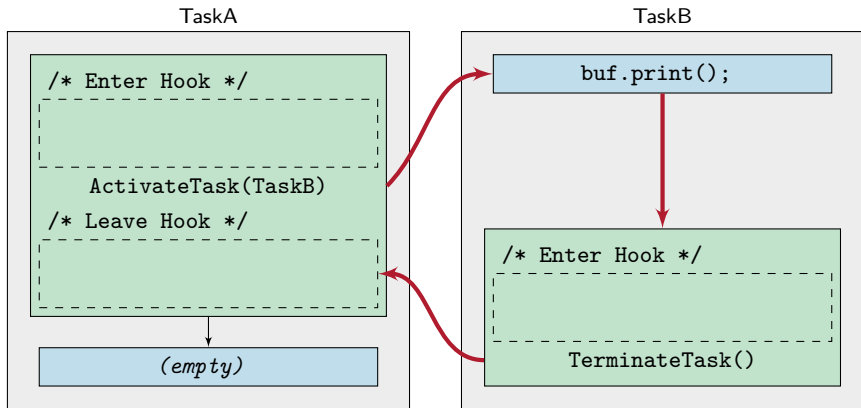 TaskA
/* Enter Hook */
ActivateTask(TaskB)
/* Leave Hook */
(empty)
TaskB
buf.print();
/* Enter Hook */
TerminateTask()